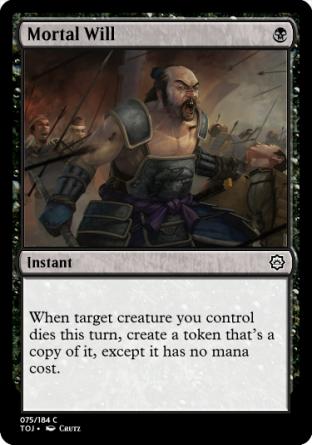 Mortal Will
Instant
When target creature you control
dies this turn, create a token that's a
copy of it, except it has no mana
cost.
075/184 C
TOJ • CRUTZ